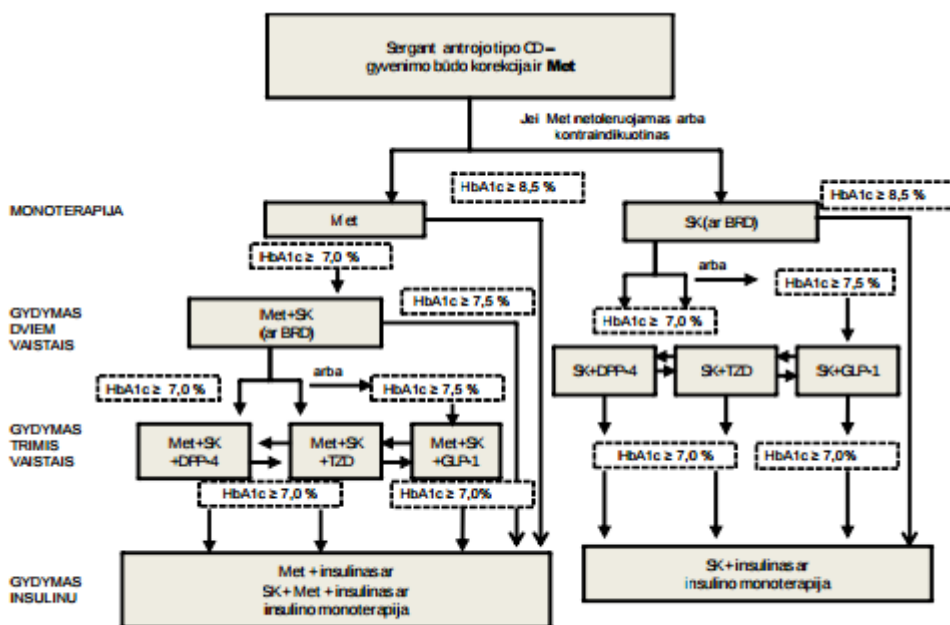 Sergant antrojo tipo CD –
gyvenimo būdo korekcija ir Met
Jei Met netoleruojamas arba
kontraindikuotinas
HbA1c ≥ 8,5 %
HbA1c ≥ 8,5 %
MONOTERAPIJA
Met
SK(ar BRD)
HbA1c ≥ 7,0 %
arba
HbA1c ≥ 7,5 %
HbA1c ≥ 7,5 %
GYDYMAS
DVIEM
VAISTAIS
Met+SK
(ar BRD)
HbA1c ≥ 7,0 %
SK+DPP-4
SK+TZD
SK+GLP-1
HbA1c ≥ 7,0 %
arba
HbA1c ≥ 7,5 %
GYDYMAS
TRIMIS
VAISTAIS
Met+SK
+DPP-4
Met+SK
+TZD
Met+SK
+GLP-1
HbA1c ≥ 7,0 %
HbA1c ≥ 7,0%
HbA1c ≥ 7,0 %
HbA1c ≥ 7,0%
GYDYMAS
INSULINU
Met + insulinas ar
SK + Met + insulinas ar
insulino monoterapija
SK + insulinas ar
insulino monoterapija